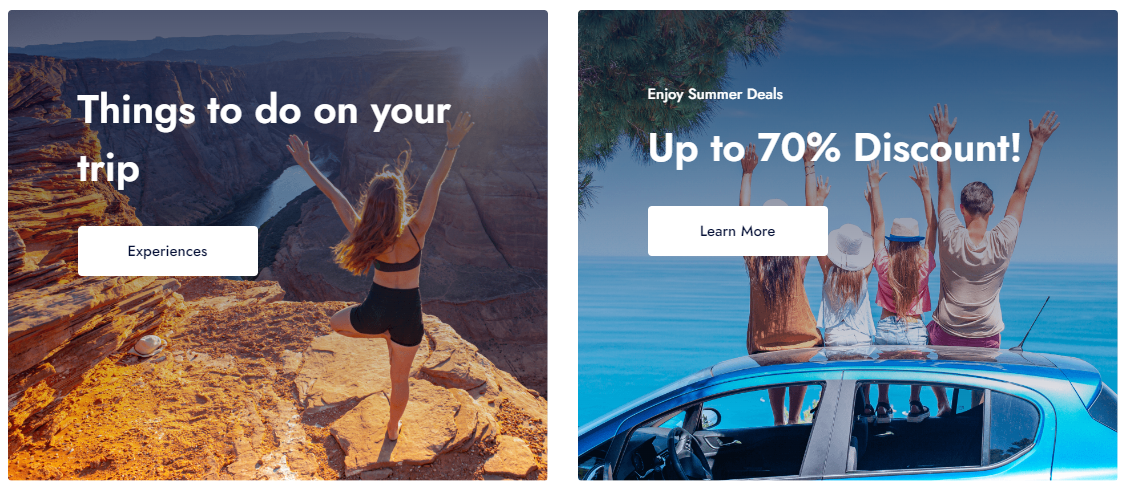 Things to do on your
trip
Experiences
Enjoy Summer Deals
Up to 70% Discount!
Learn More